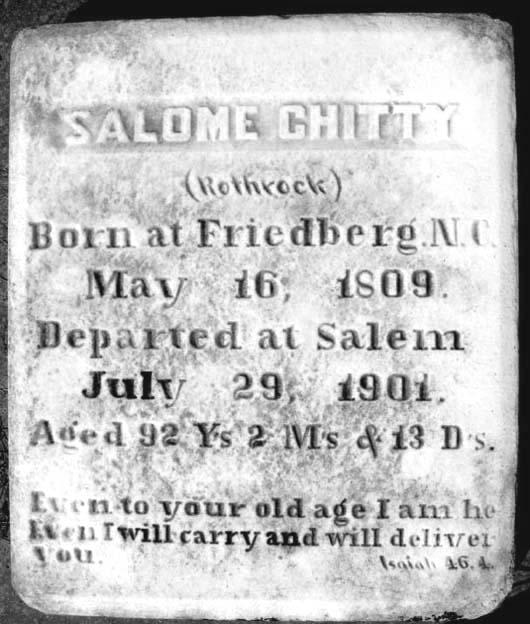 SALOME CHITTY
(Rothrock)
Born at Friedberg, N.C.
May 16, 1809.
Departed at Salem
July 29, 1901.
Aged 92 Ys 2 Ms & 13 Ds.
Even to your old age I am he
Even I will carry and will deliver
you.
Isaiah 46.4.